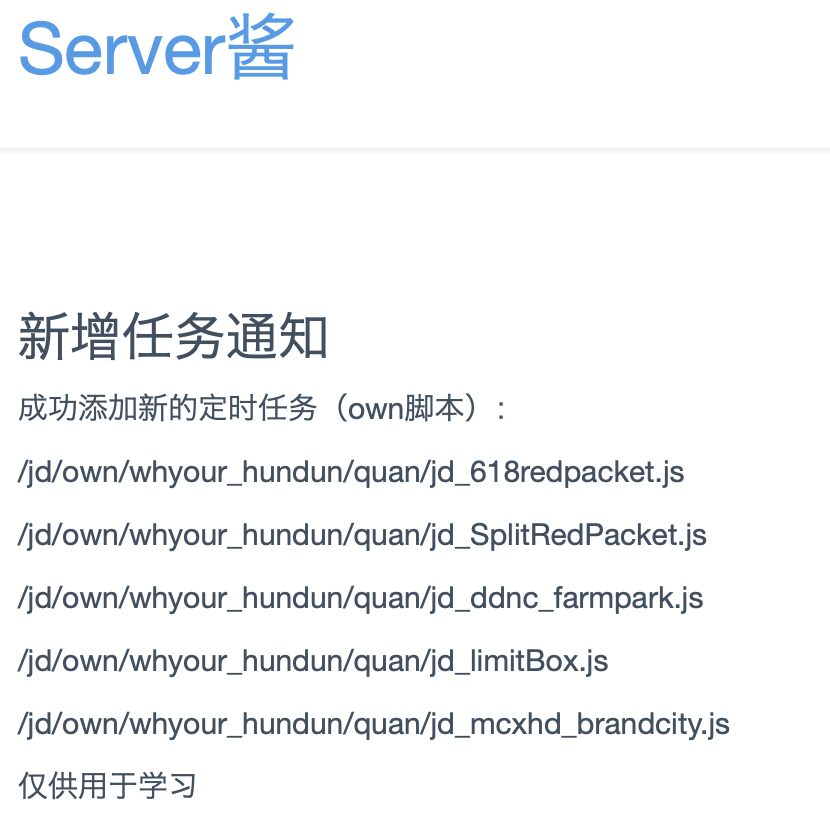 Server酱
新增任务通知
成功添加新的定时任务（own脚本）:
/jd/own/whyour_hundun/quan/jd_618redpacket.js
/jd/own/whyour_hundun/quan/jd_SplitRedPacket.js
/jd/own/whyour_hundun/quan/jd_ddnc_farmpark.js
/jd/own/whyour_hundun/quan/jd_limitBox.js
/jd/own/whyour_hundun/quan/jd_mcxhd_brandcity.js
仅供用于学习